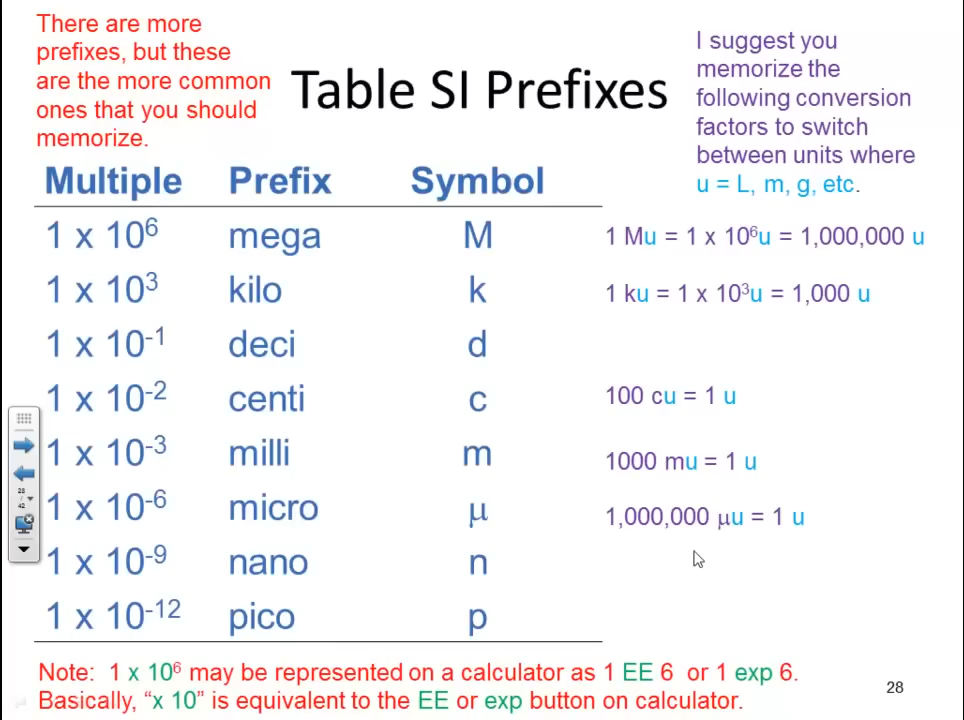 There are more
prefixes, but these
are the more common
ones that you should
memorize.
Table SI Prefixes
I suggest you
memorize the
following conversion
factors to switch
between units where
u = L, m, g, etc.
Multiple Prefix Symbol
1 x 10⁶ mega M 1 Mu = 1 x 10⁶u = 1,000,000 u
1 x 10³ kilo k 1 ku = 1 x 10³u = 1,000 u
1 x 10⁻¹ deci d
1 x 10⁻² centi c 100 cu = 1 u
1 x 10⁻³ milli m 1000 mu = 1 u
1 x 10⁻⁶ micro µ 1,000,000 µu = 1 u
1 x 10⁻⁹ nano n
1 x 10⁻¹² pico p
Note: 1 x 10⁶ may be represented on a calculator as 1 EE 6 or 1 exp 6.
Basically, “x 10” is equivalent to the EE or exp button on calculator.
28